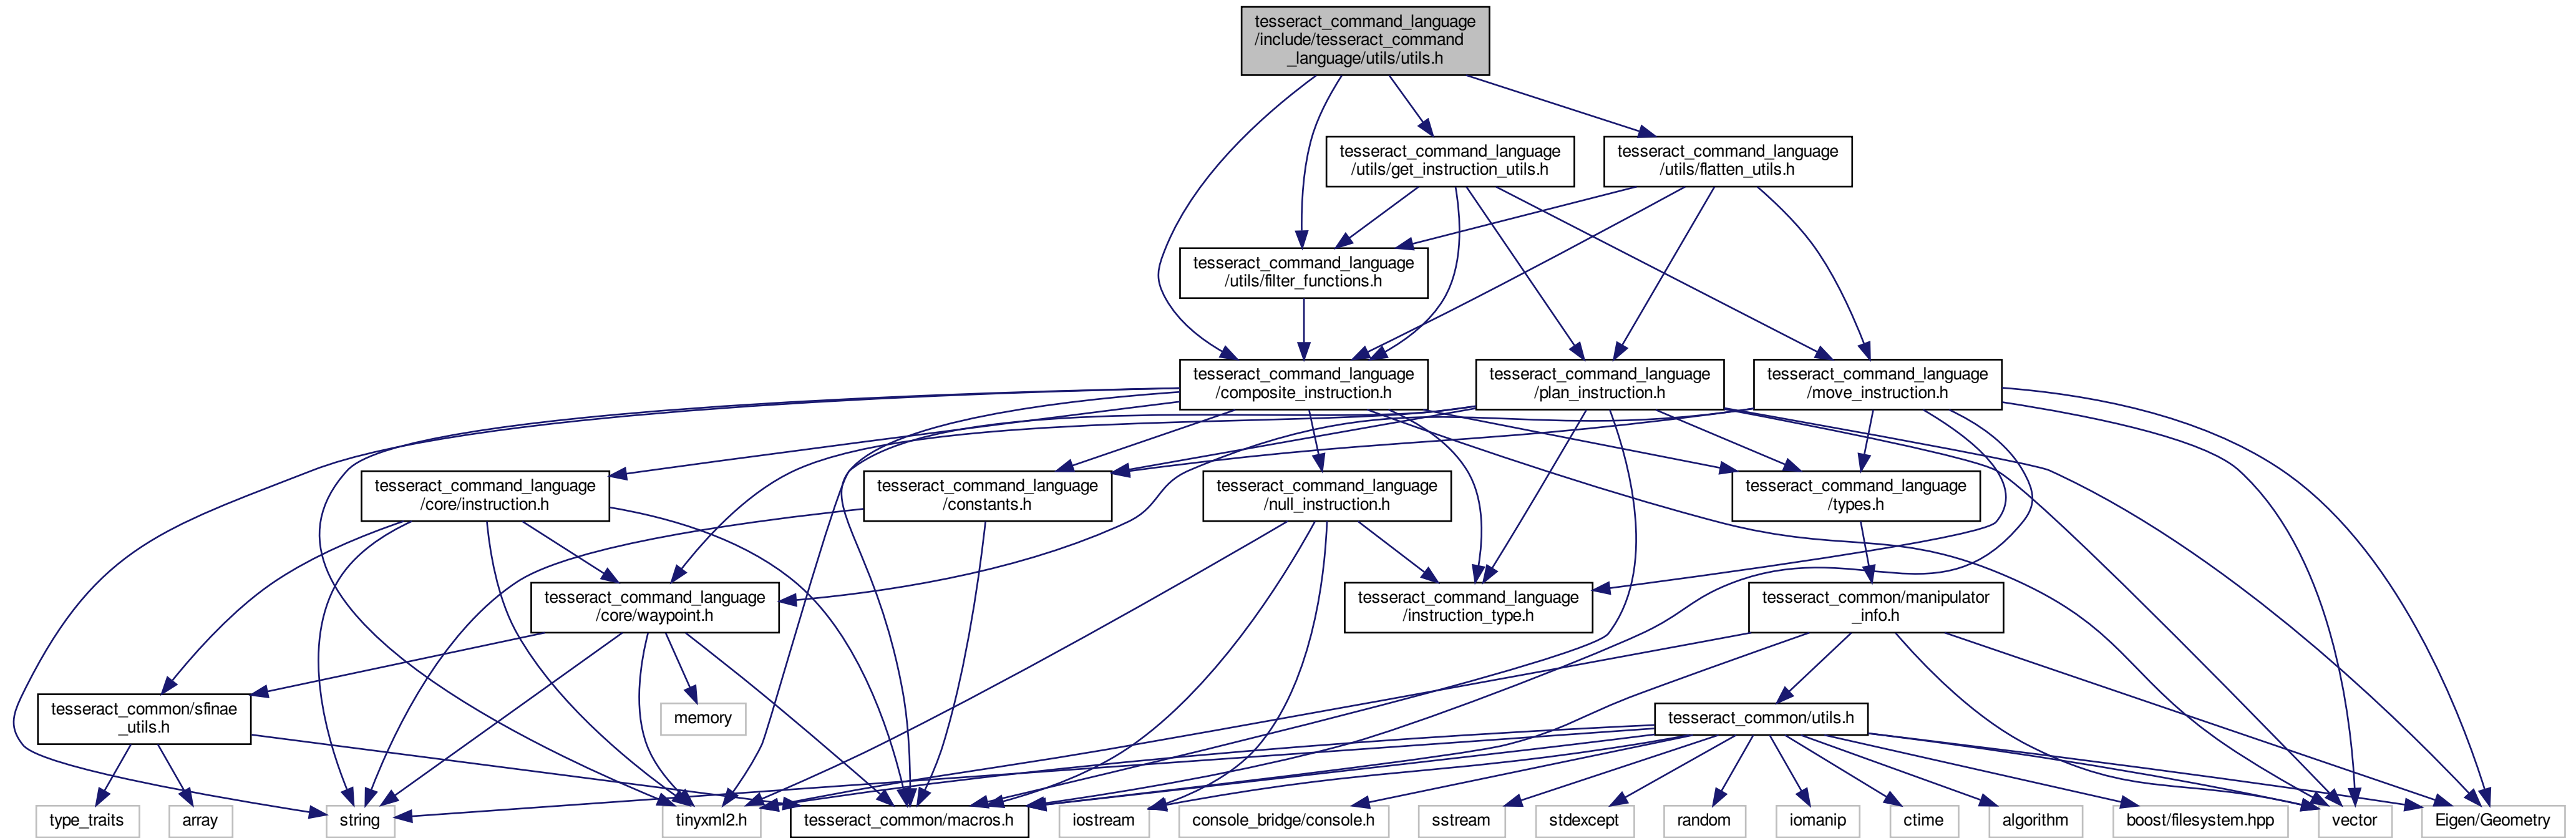 tesseract_command_language
/include/tesseract_command
_language/utils/utils.h
tesseract_command_language
/utils/get_instruction_utils.h
tesseract_command_language
/utils/flatten_utils.h
tesseract_command_language
/utils/filter_functions.h
tesseract_command_language
/composite_instruction.h
tesseract_command_language
/plan_instruction.h
tesseract_command_language
/move_instruction.h
tesseract_command_language
/core/instruction.h
tesseract_command_language
/constants.h
tesseract_command_language
/null_instruction.h
tesseract_command_language
/types.h
tesseract_command_language
/core/waypoint.h
tesseract_command_language
/instruction_type.h
tesseract_common/manipulator
_info.h
tesseract_common/sfinae
_utils.h
memory
tesseract_common/utils.h
type_traits
array
string
tinyxml2.h
tesseract_common/macros.h
iostream
console_bridge/console.h
sstream
stdexcept
random
iomanip
ctime
algorithm
boost/filesystem.hpp
vector
Eigen/Geometry